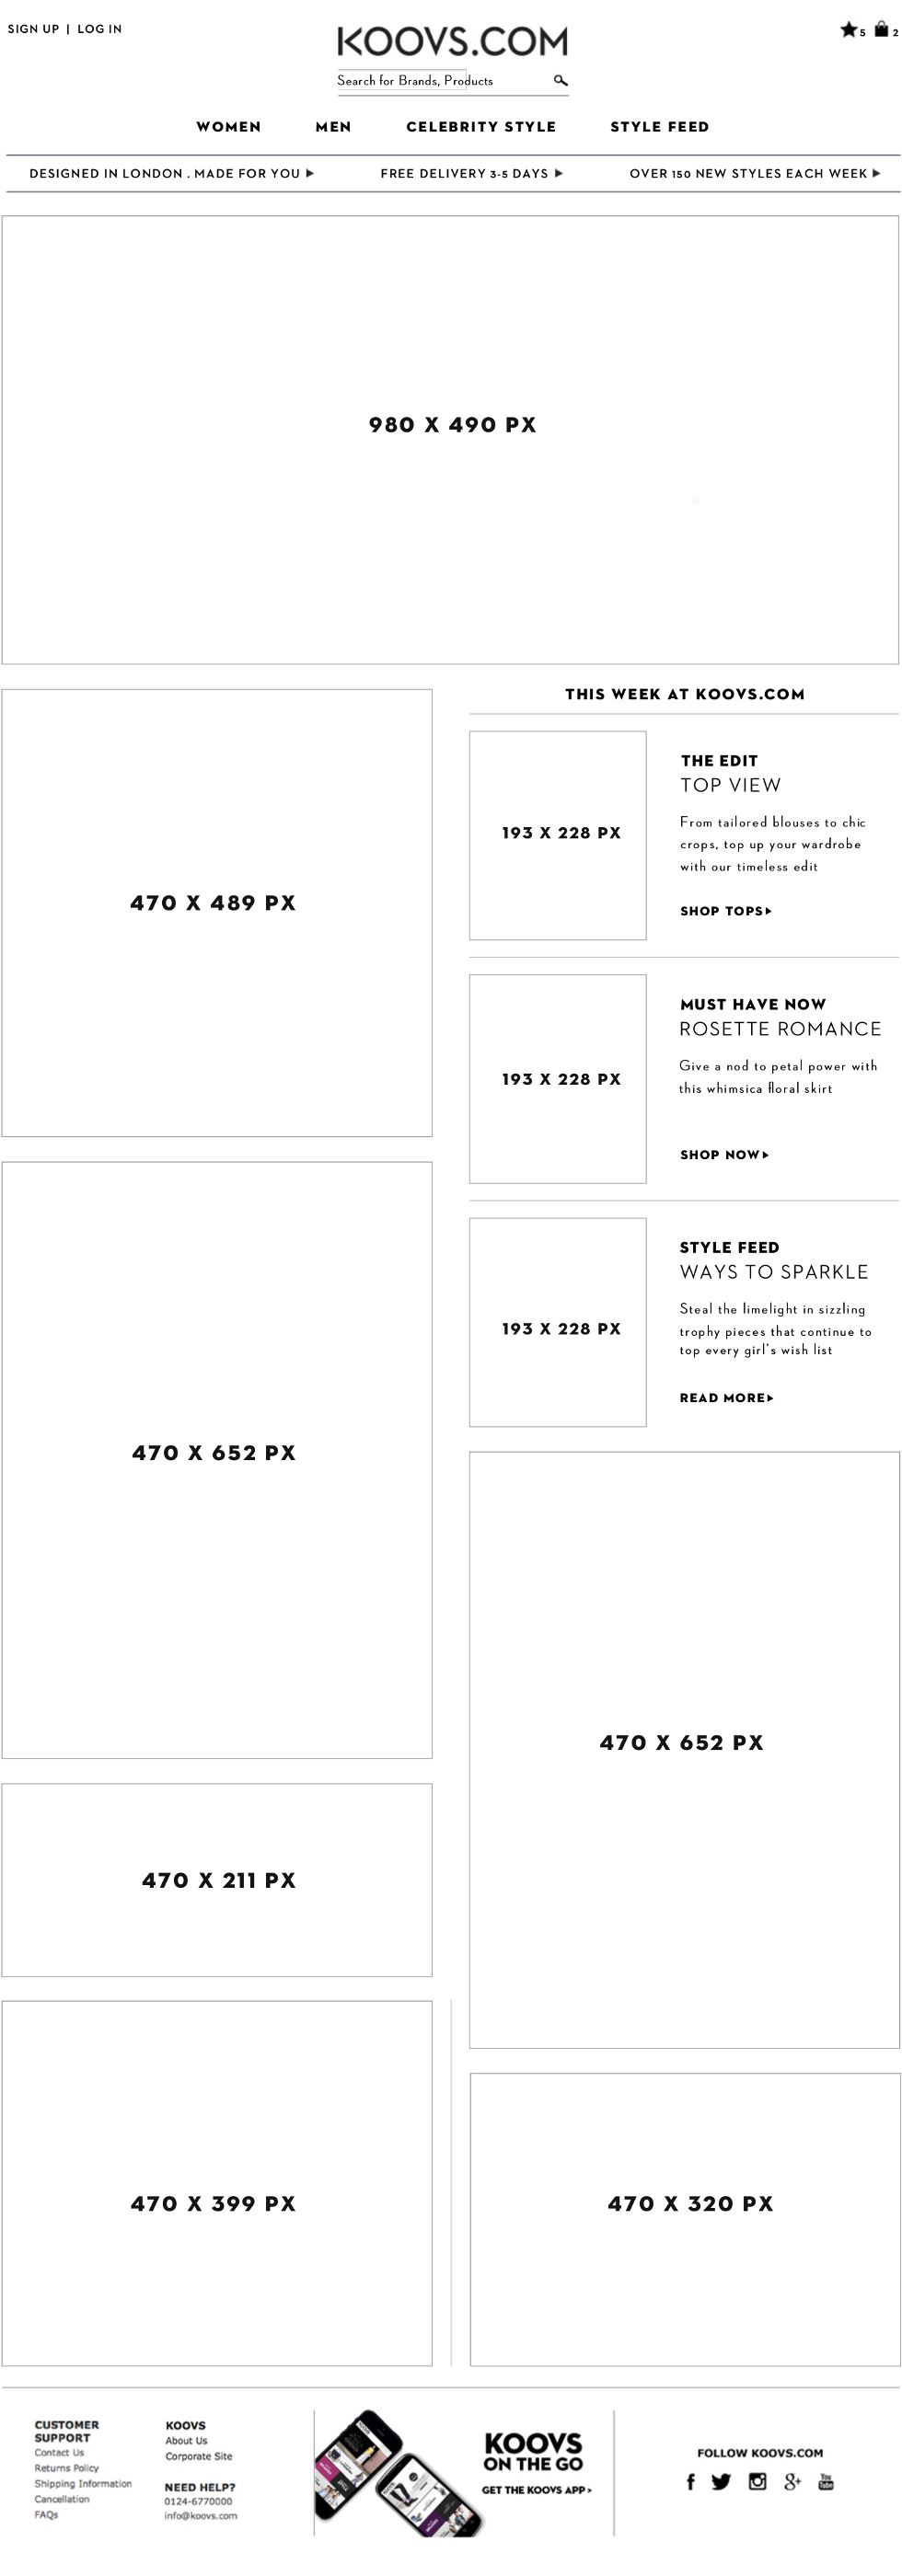 SIGN UP | LOG IN
KOOVS.COM
5 2
Search for Brands, Products
WOMEN MEN CELEBRITY STYLE STYLE FEED
DESIGNED IN LONDON . MADE FOR YOU FREE DELIVERY 3-5 DAYS OVER 150 NEW STYLES EACH WEEK
980 X 490 PX
470 X 489 PX
THIS WEEK AT KOOVS.COM
193 X 228 PX
THE EDIT
TOP VIEW
From tailored blouses to chic
crops, top up your wardrobe
with our timeless edit
SHOP TOPS
193 X 228 PX
MUST HAVE NOW
ROSETTE ROMANCE
Give a nod to petal power with
this whimsica floral skirt
SHOP NOW
193 X 228 PX
STYLE FEED
WAYS TO SPARKLE
Steal the limelight in sizzling
trophy pieces that continue to
top every girl's wish list
READ MORE
470 X 652 PX
470 X 652 PX
470 X 211 PX
470 X 399 PX
470 X 320 PX
CUSTOMER
SUPPORT
Contact Us
Returns Policy
Shipping Information
Cancellation
FAQs
KOOVS
About Us
Corporate Site
NEED HELP?
0124-6770000
info@koovs.com
KOOVS
ON THE GO
GET THE KOOVS APP >
FOLLOW KOOVS.COM
f
g+
You